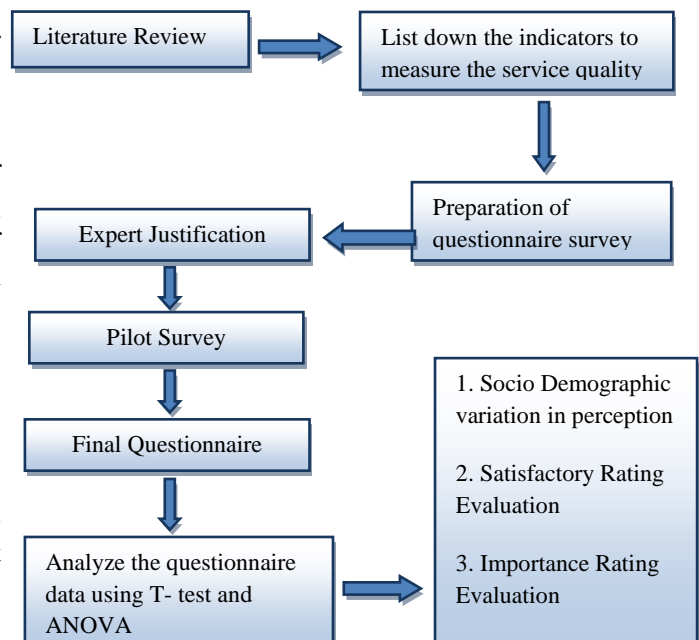 Literature Review
List down the indicators to
measure the service quality
Preparation of
questionnaire survey
Expert Justification
Pilot Survey
Final Questionnaire
Analyze the questionnaire
data using T- test and
ANOVA
1. Socio Demographic
variation in perception
2. Satisfactory Rating
Evaluation
3. Importance Rating
Evaluation